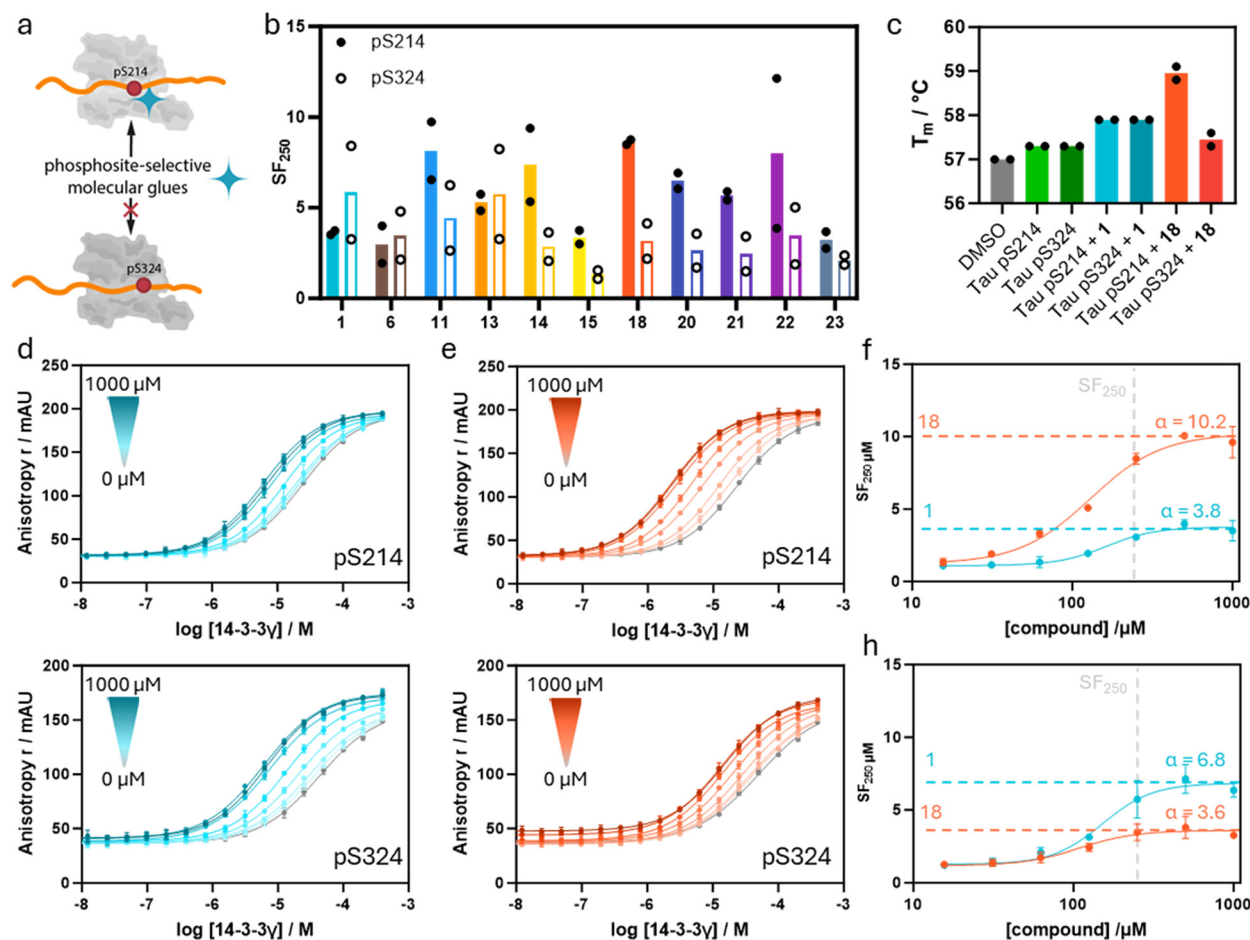 a
pS214
phosphosite-selective
molecular glues
pS324
b
pS214
pS324
SF250
15
10
5
0
1 6 11 13 14 15 18 20 21 22 23
c
Tm / °C
60
59
58
57
56
DMSO
Tau pS214
Tau pS324
Tau pS214 + 1
Tau pS324 + 1
Tau pS214 + 18
Tau pS324 + 18
d
Anisotropy r / mAU
250
200
150
100
50
0
1000 µM
0 µM
pS214
-8 -7 -6 -5 -4 -3
log [14-3-3γ] / M
e
Anisotropy r / mAU
250
200
150
100
50
0
1000 µM
0 µM
pS214
-8 -7 -6 -5 -4 -3
log [14-3-3γ] / M
f
SF250 µM
15
10
5
0
SF250
18
α = 10.2
1
α = 3.8
10 100 1000
[compound] /µM
Anisotropy r / mAU
200
150
100
50
0
1000 µM
0 µM
pS324
-8 -7 -6 -5 -4 -3
log [14-3-3γ] / M
Anisotropy r / mAU
200
150
100
50
0
1000 µM
0 µM
pS324
-8 -7 -6 -5 -4 -3
log [14-3-3γ] / M
h
SF250 µM
15
10
5
0
SF250
1
α = 6.8
18
α = 3.6
10 100 1000
[compound] /µM